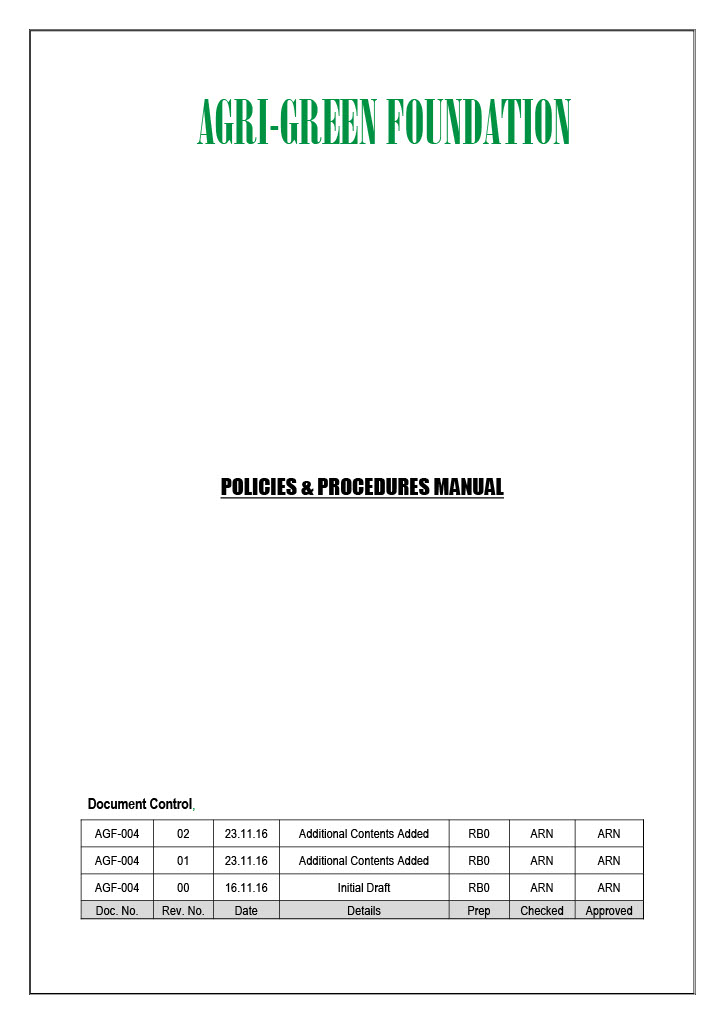 AGRI-GREEN FOUNDATION
POLICIES & PROCEDURES MANUAL
Document Control,
AGF-004 02 23.11.16 Additional Contents Added RB0 ARN ARN
AGF-004 01 23.11.16 Additional Contents Added RB0 ARN ARN
AGF-004 00 16.11.16 Initial Draft RB0 ARN ARN
Doc. No. Rev. No. Date Details Prep Checked Approved